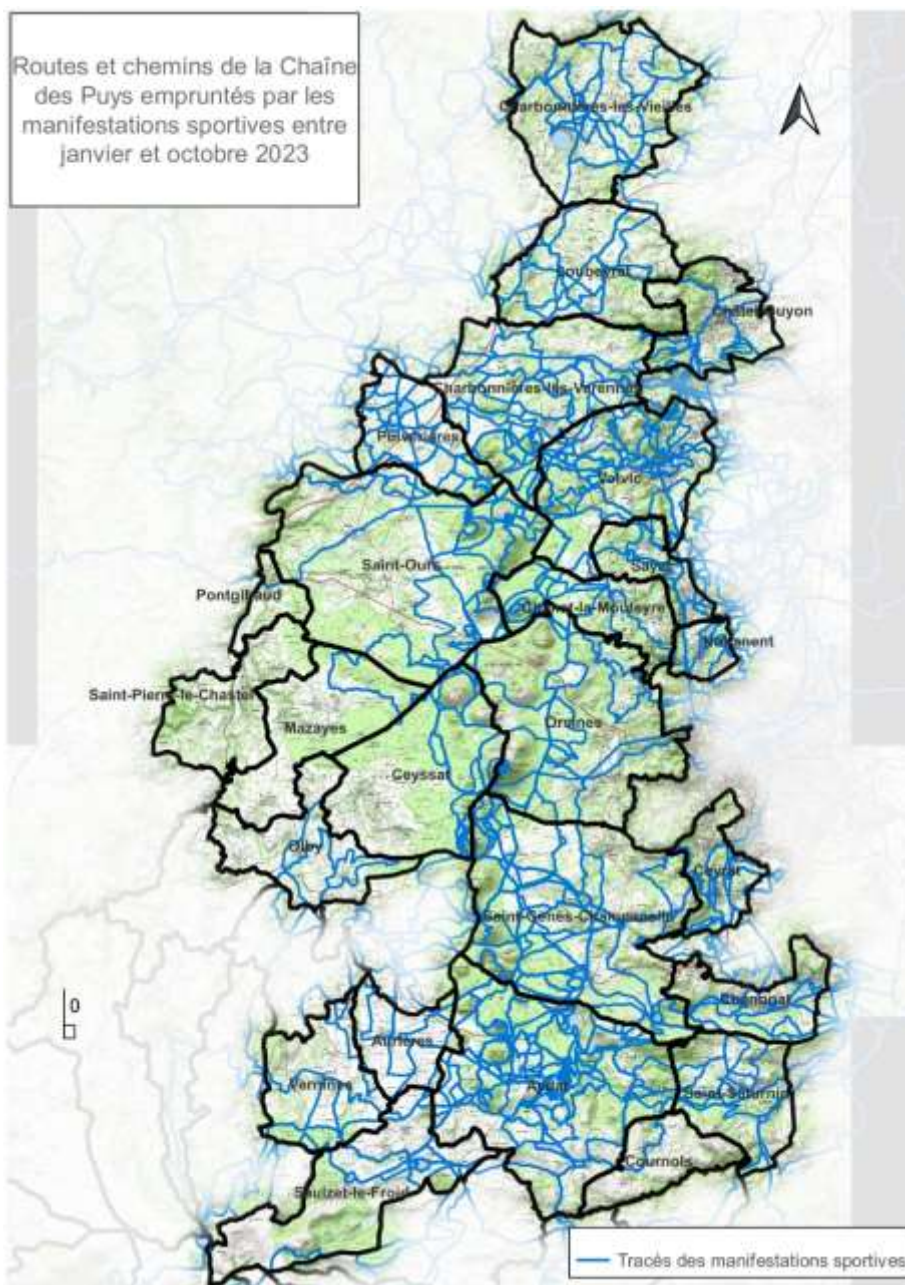 Routes et chemins de la Chaîne
des Puys empruntés par les
manifestations sportives entre
janvier et octobre 2023
Charbonnières-les-Vieilles
Loubeyrat
Châtel-Guyon
Charbonnières-les-Varennes
Pulvérières
Volvic
Saint-Ours
Sayat
Pontgibaud
Chanat-la-Mouteyre
Nohanent
Saint-Pierre-le-Chastel
Mazayes
Orcines
Ceyssat
Olby
Ceyrat
Saint-Genès-Champanelle
Chanonat
0
Aurières
Vernines
Aydat
Saint-Saturnin
Cournols
Saulzet-le-Froid
Tracés des manifestations sportives